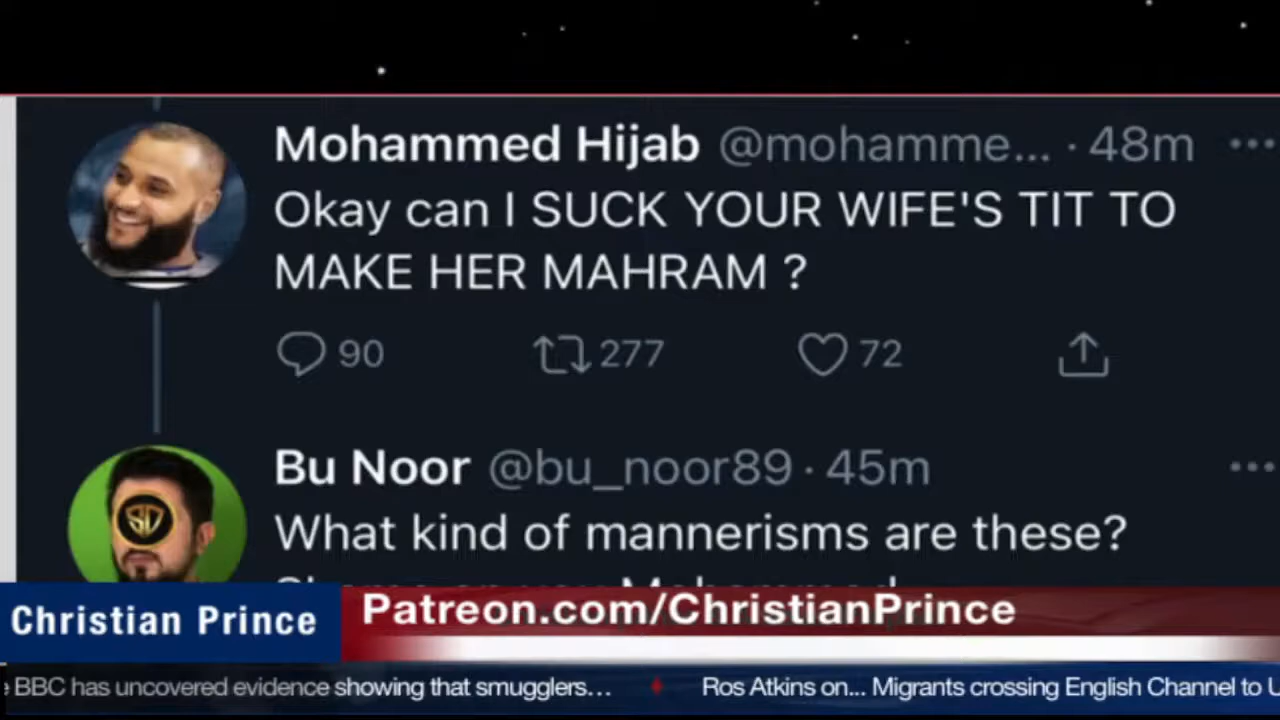 Mohammed Hijab @mohamme... · 48m
Okay can I SUCK YOUR WIFE'S TIT TO
MAKE HER MAHRAM ?
90 277 72
Bu Noor @bu_noor89 · 45m
What kind of mannerisms are these?
Christian Prince
Patreon.com/ChristianPrince
BBC has uncovered evidence showing that smugglers... Ros Atkins on... Migrants crossing English Channel to